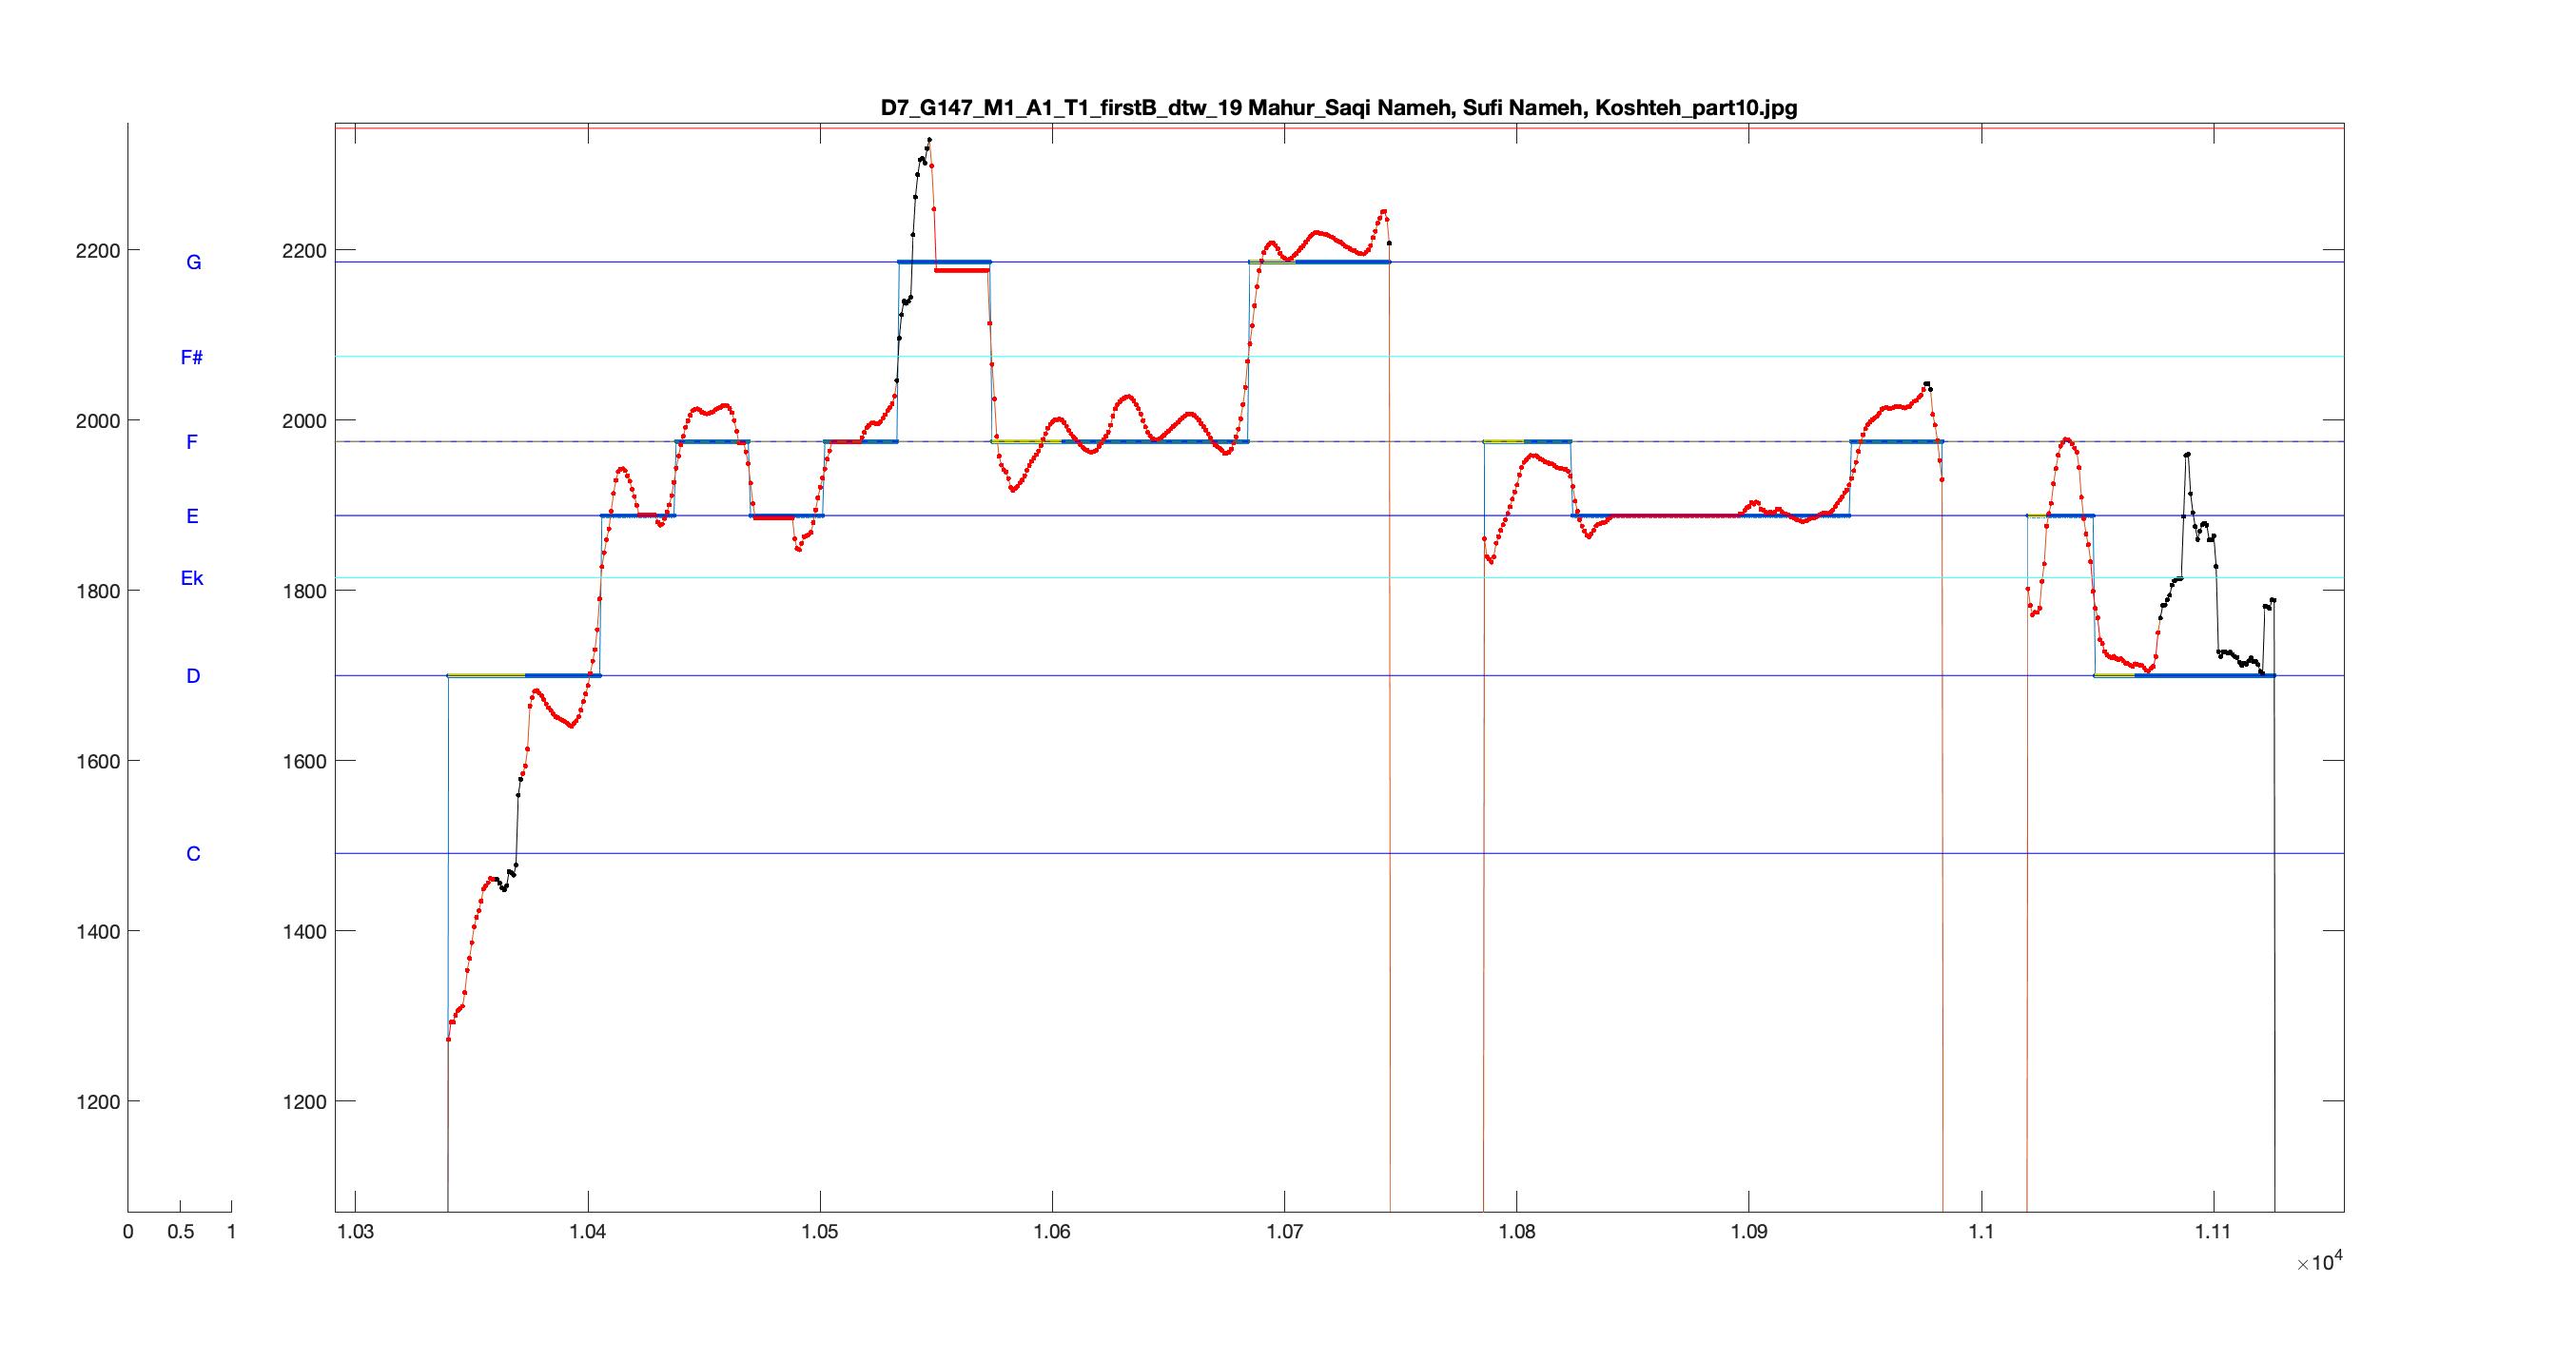 D7_G147_M1_A1_T1_firstB_dtw_19 Mahur_Saqi Nameh, Sufi Nameh, Koshteh_part10.jpg
2200 G 2200
F#
2000 2000
F
E
1800 Ek 1800
D
1600 1600
C
1400 1400
1200 1200
0 0.5 1 1.03 1.04 1.05 1.06 1.07 1.08 1.09 1.1 1.11
×10^4